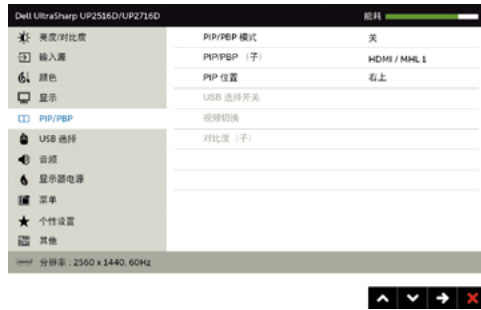 Dell UltraSharp UP2516D/UP2716D 能耗
亮度/对比度 PIP/PBP 模式 关
输入源 PIP/PBP （子） HDMI / MHL 1
颜色 PIP 位置 右上
显示 USB 选择开关
PIP/PBP 视频切换
USB 选择 对比度（子）
音频
显示器电源
菜单
个性设置
其他
分辨率：2560 x 1440, 60Hz